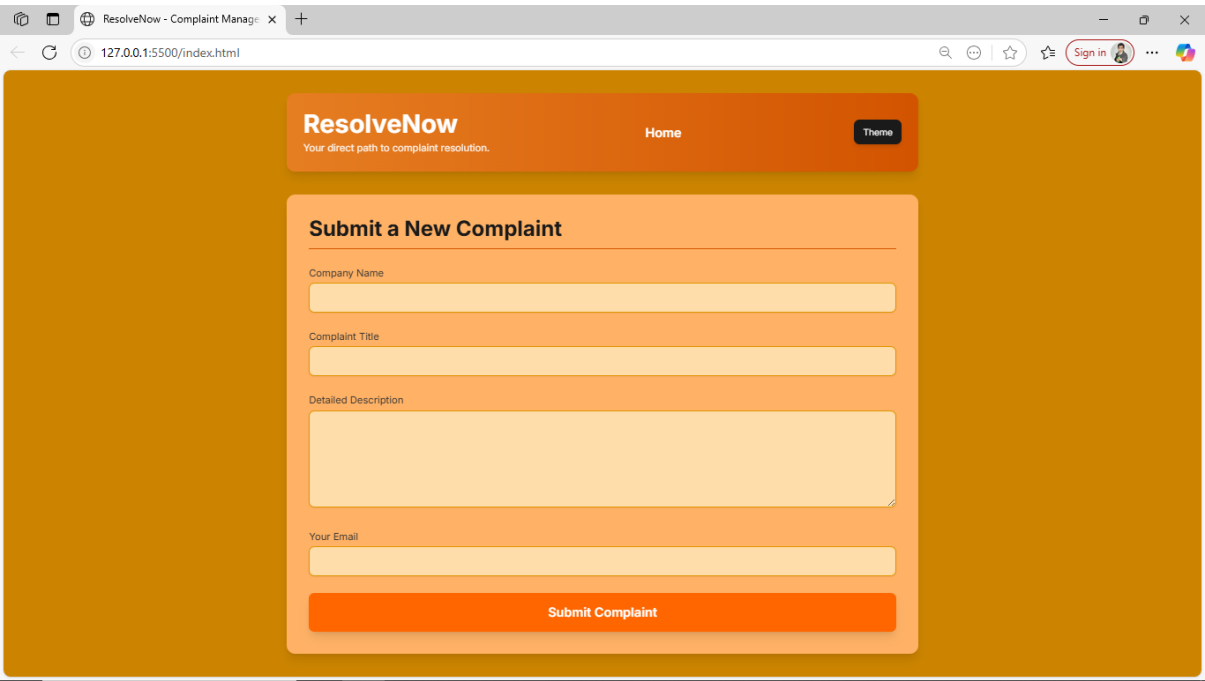 ResolveNow - Complaint Manage
127.0.0.1:5500/index.html
Sign in
ResolveNow
Your direct path to complaint resolution.
Home
Theme
Submit a New Complaint
Company Name
Complaint Title
Detailed Description
Your Email
Submit Complaint